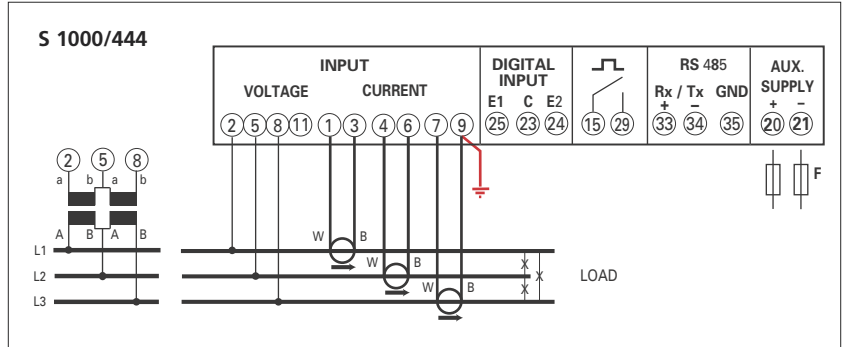 S 1000/444
INPUT
VOLTAGE CURRENT
2 5 8 11 1 3 4 6 7 9
DIGITAL
INPUT
E1 C E2
25 23 24
15 29
RS 485
Rx / Tx GND
+ –
33 34 35
AUX.
SUPPLY
+ –
20 21
F
2 5 8
a b a b
A B A B
L1
L2
L3
W B
W B
W B
X
X
X
LOAD